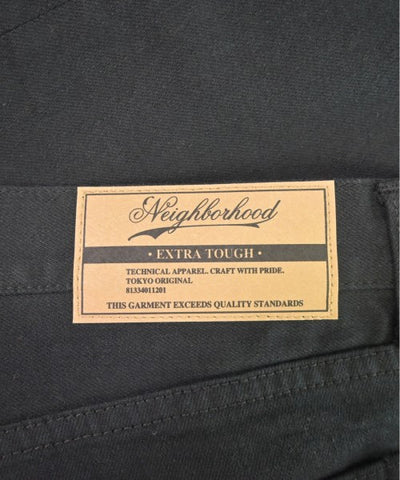 Neighborhood
• EXTRA TOUGH •
TECHNICAL APPAREL. CRAFT WITH PRIDE.
TOKYO ORIGINAL
81334011201
• THIS GARMENT EXCEEDS QUALITY STANDARDS